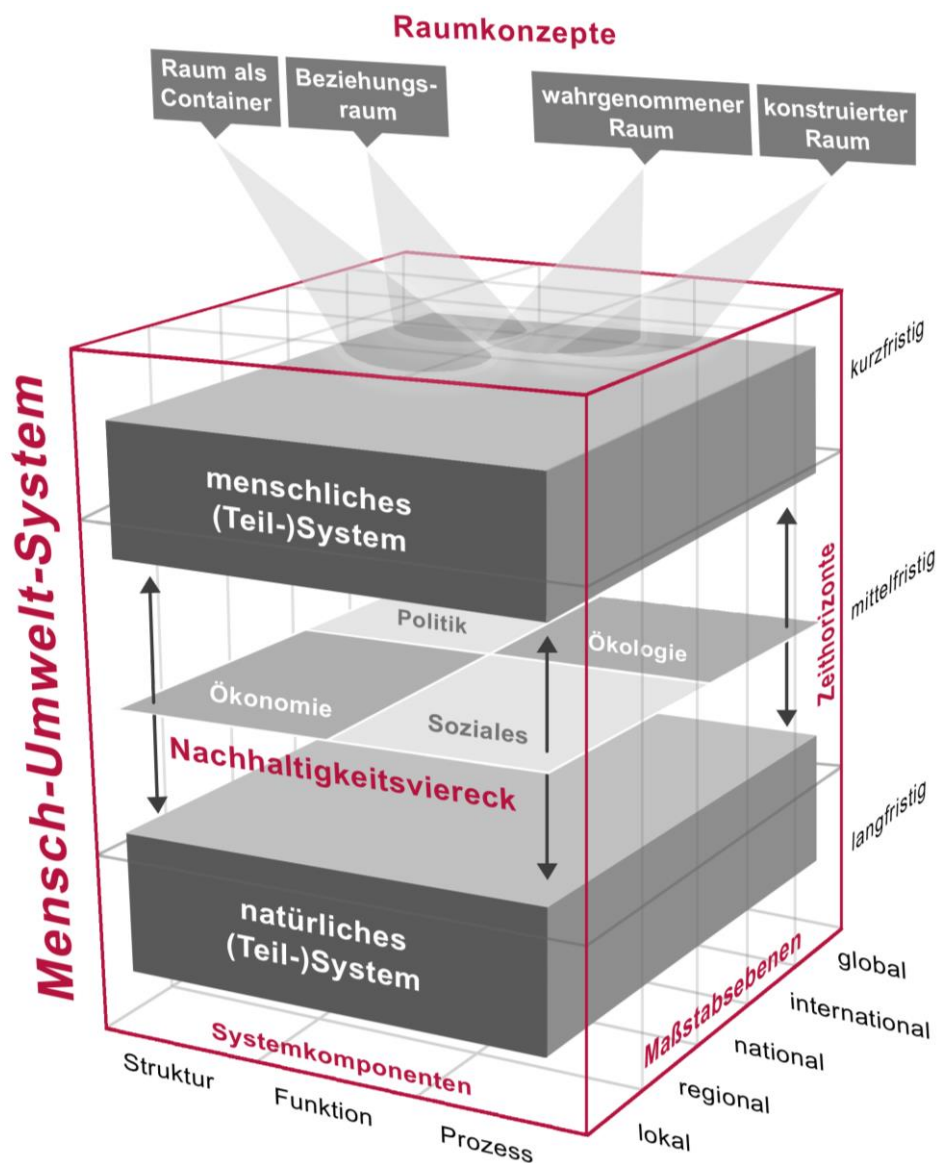 Raumkonzepte
Raum als
Container
Beziehungs-
raum
wahrgenommener
Raum
konstruierter
Raum
Mensch-Umwelt-System
menschliches
(Teil-)System
Politik
Ökologie
Ökonomie
Soziales
Nachhaltigkeitsviereck
natürliches
(Teil-)System
Zeithorizonte
kurzfristig
mittelfristig
langfristig
Maßstabsebenen
global
international
national
regional
lokal
Systemkomponenten
Struktur
Funktion
Prozess